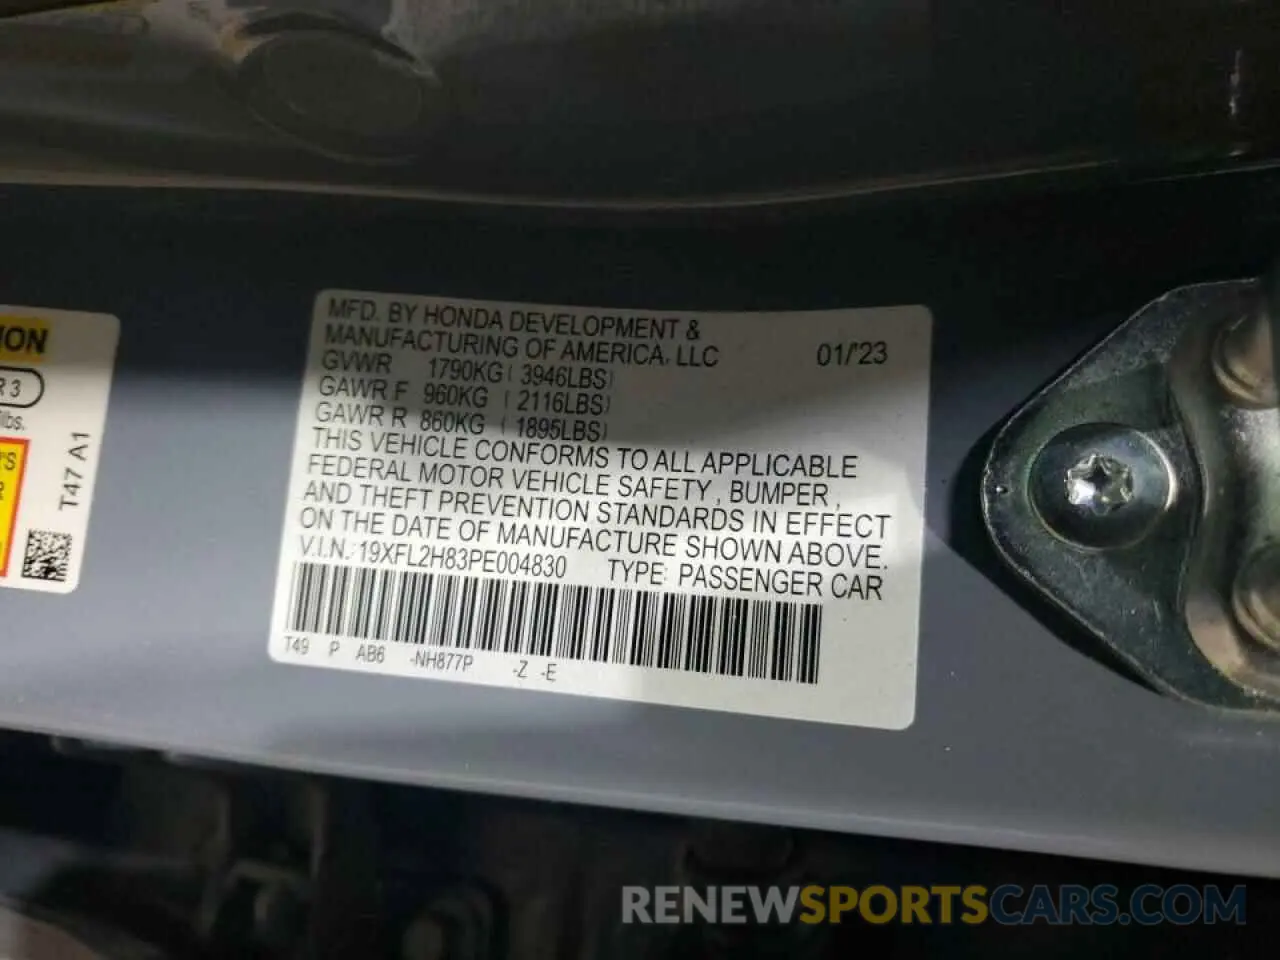 MFD. BY HONDA DEVELOPMENT &
MANUFACTURING OF AMERICA, LLC 01/'23
GVWR 1790KG ( 3946LBS)
GAWR F 960KG ( 2116LBS)
GAWR R 860KG ( 1895LBS)
THIS VEHICLE CONFORMS TO ALL APPLICABLE
FEDERAL MOTOR VEHICLE SAFETY , BUMPER ,
AND THEFT PREVENTION STANDARDS IN EFFECT
ON THE DATE OF MANUFACTURE SHOWN ABOVE.
V.I.N.:19XFL2H83PE004830 TYPE: PASSENGER CAR
T49 P AB6 -NH877P -Z -E
R 3
lbs.
T47 A1
RENEWSPORTSCARS.COM